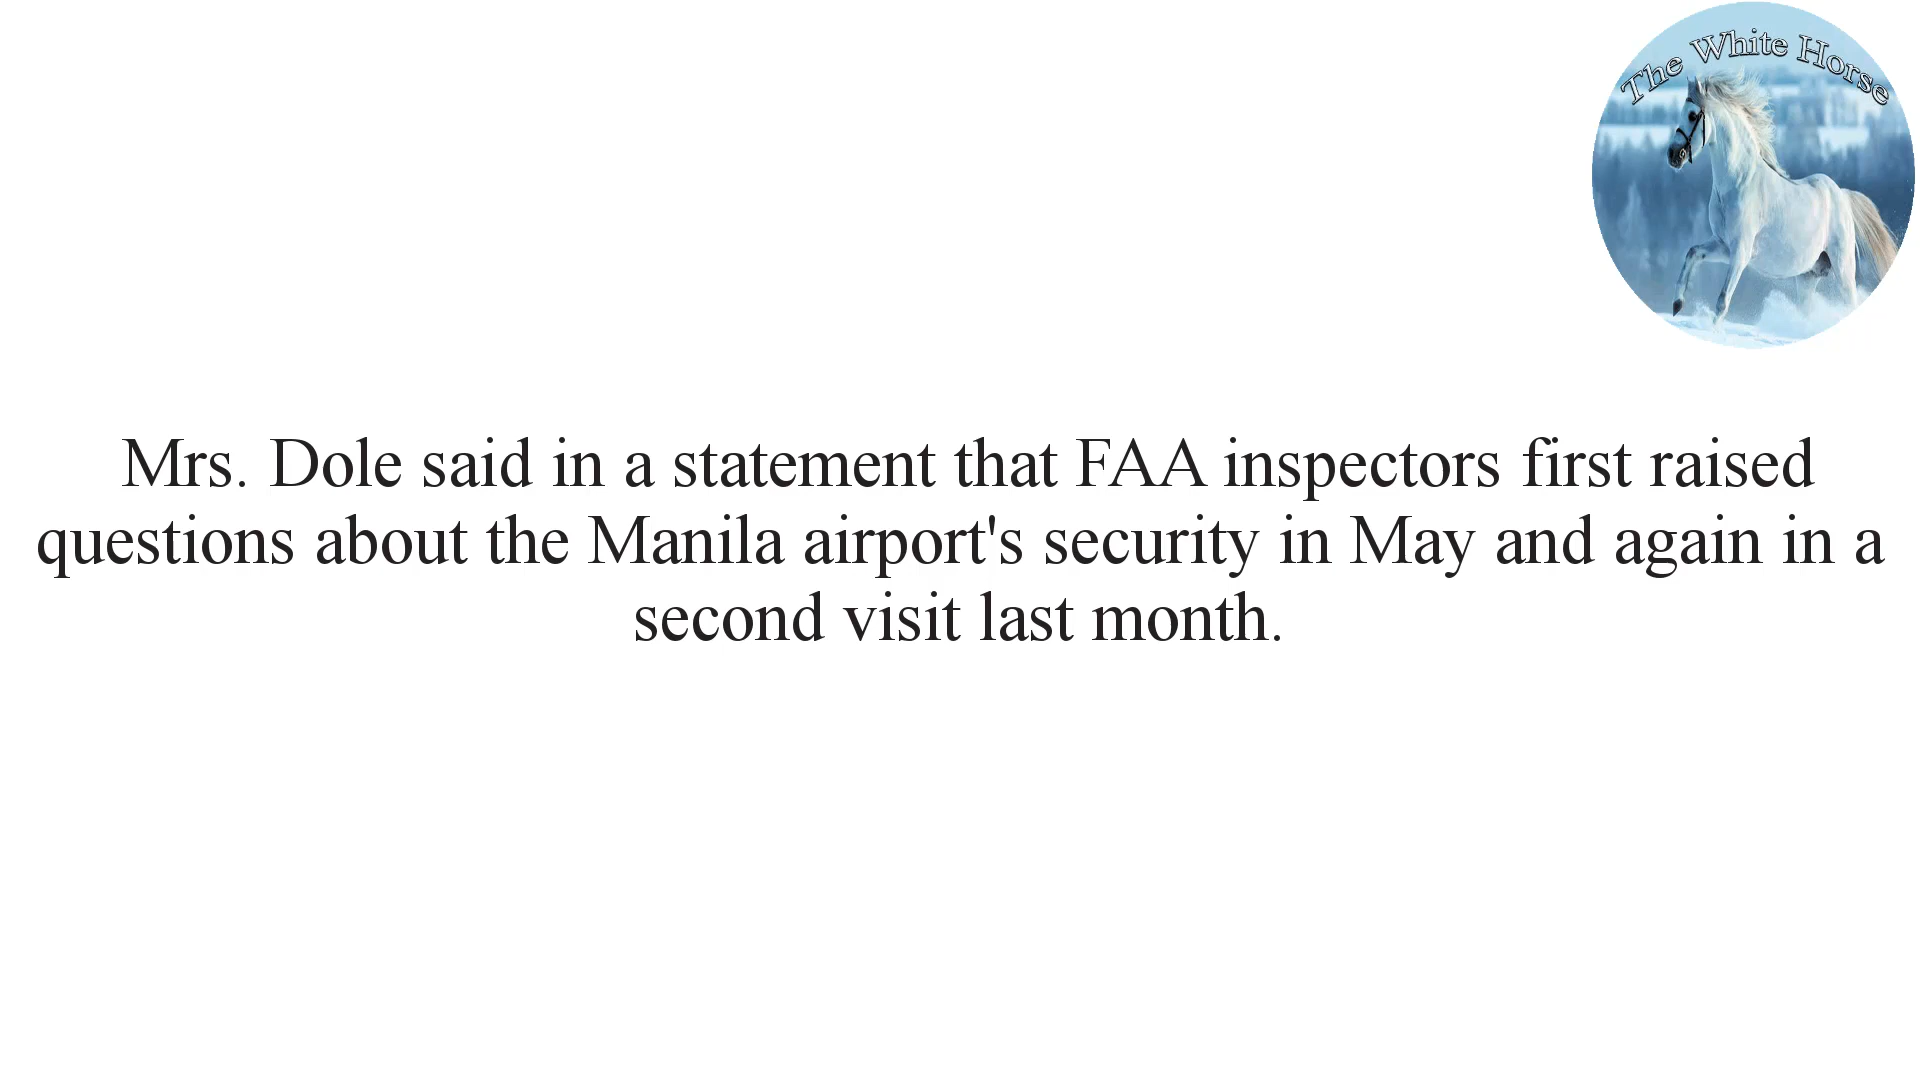 The White Horse
Mrs. Dole said in a statement that FAA inspectors first raised
questions about the Manila airport's security in May and again in a
second visit last month.